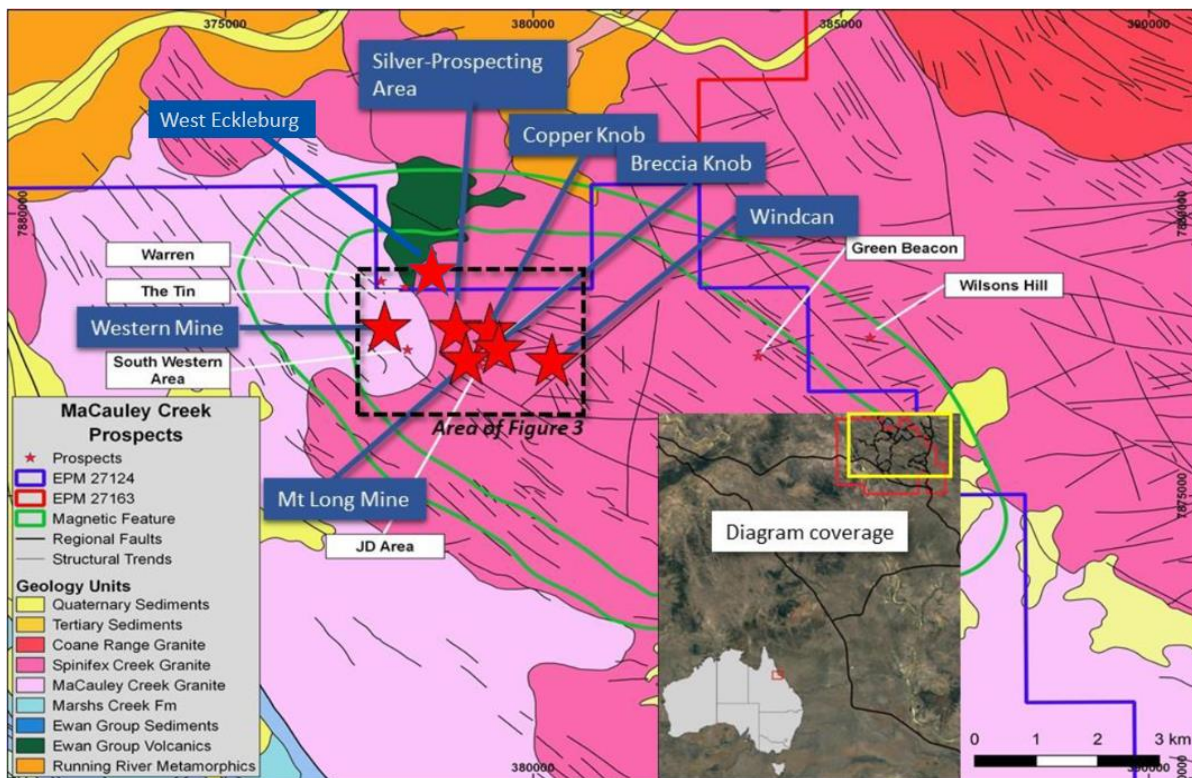 375000
380000
385000
390000
7880000
7880000
Silver-Prospecting
Area
West Eckleburg
Copper Knob
Breccia Knob
Windcan
Warren
The Tin
Western Mine
South Western
Area
Green Beacon
Wilsons Hill
Area of Figure 3
Mt Long Mine
JD Area
MaCauley Creek
Prospects
Prospects
EPM 27124
EPM 27163
Magnetic Feature
Regional Faults
Structural Trends
Geology Units
Quaternary Sediments
Tertiary Sediments
Coane Range Granite
Spinifex Creek Granite
MaCauley Creek Granite
Marshs Creek Fm
Ewan Group Sediments
Ewan Group Volcanics
Running River Metamorphics
Diagram coverage
7875000
0 1 2 3 km
380000